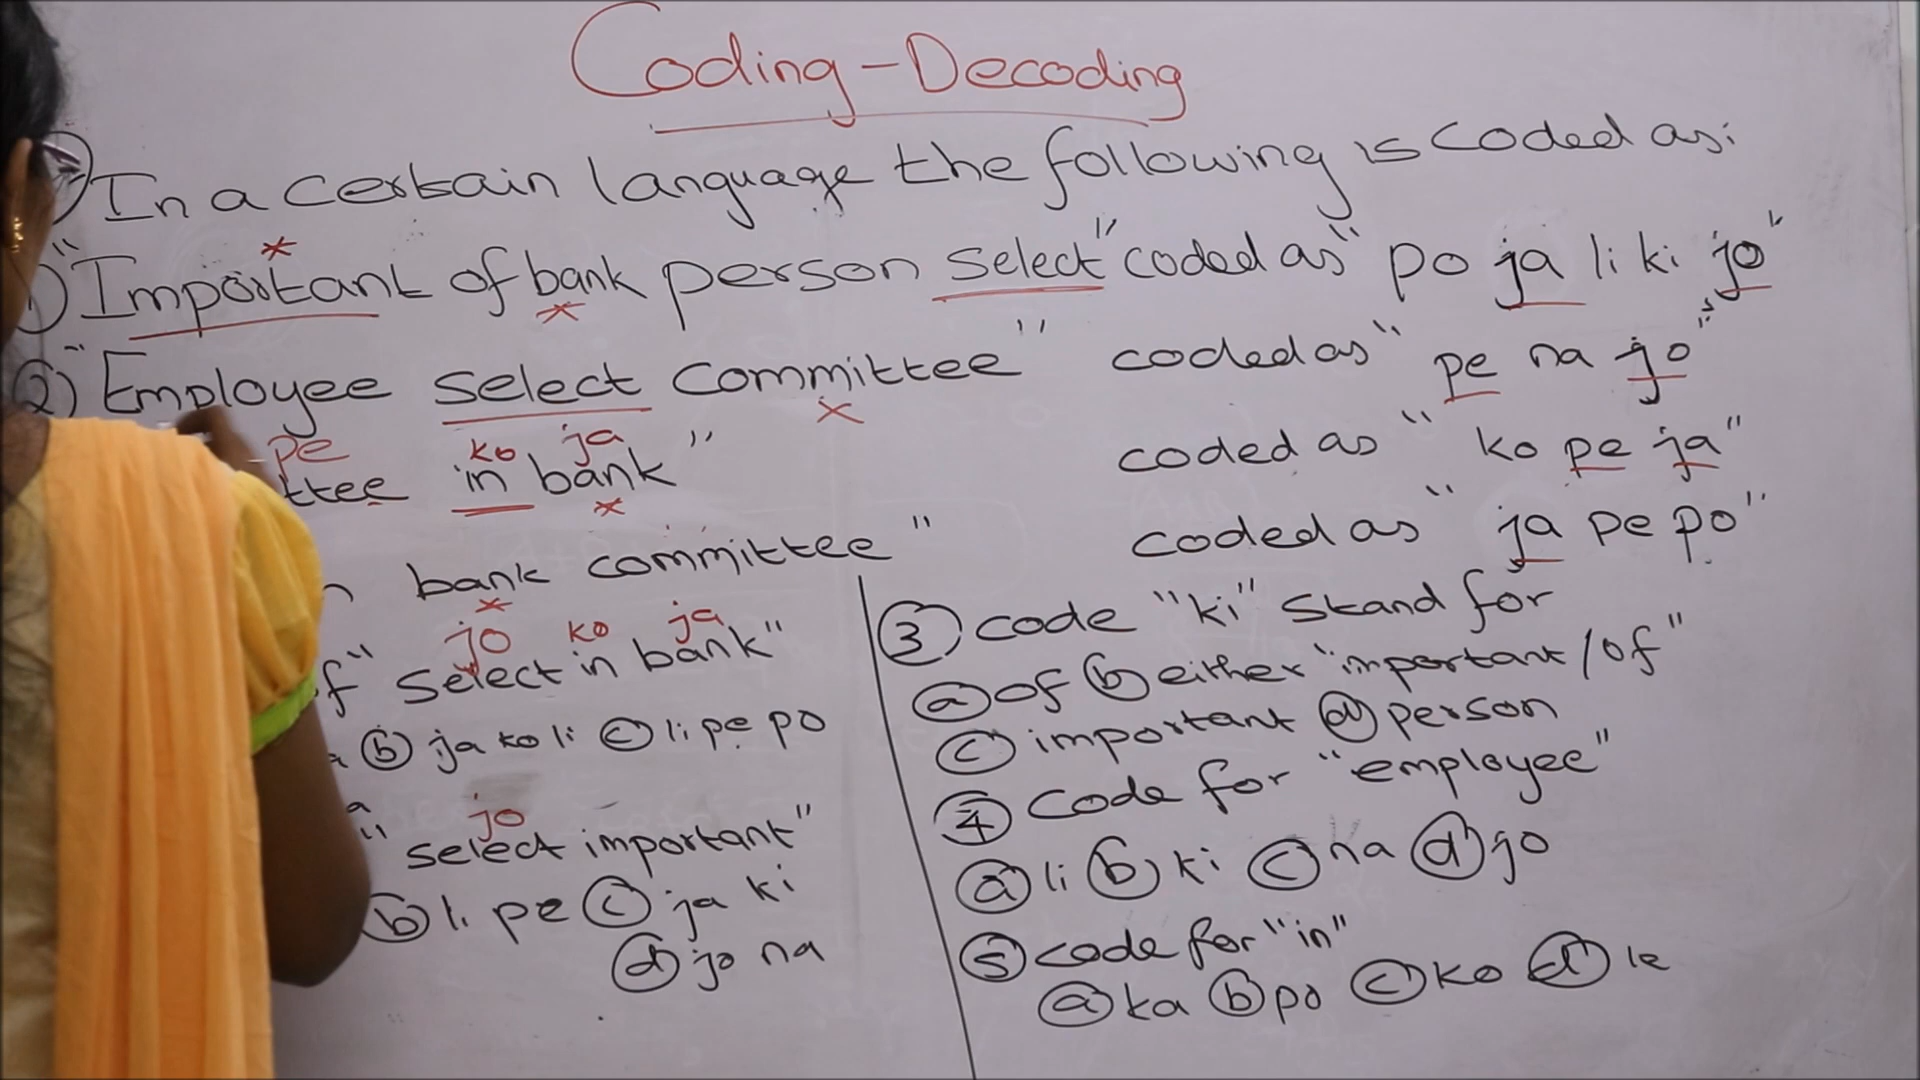 Coding-Decoding
In a certain language the following is coded as:
1) "Important of bank person select" coded as "po ja li ki jo"
2) "Employee select committee" coded as "pe na jo"
pe ko ja
ttee in bank" coded as "ko pe ja"
bank committee" coded as "ja pe po"
jo ko ja
"select in bank"
b ja ko li c li pe po
jo
"select important"
b li pe c ja ki
d jo na
3 code "ki" stand for
a of b either "important/of"
c important d person
4 code for "employee"
a li b ki c na d jo
5 code for "in"
a ka b po c ko d le